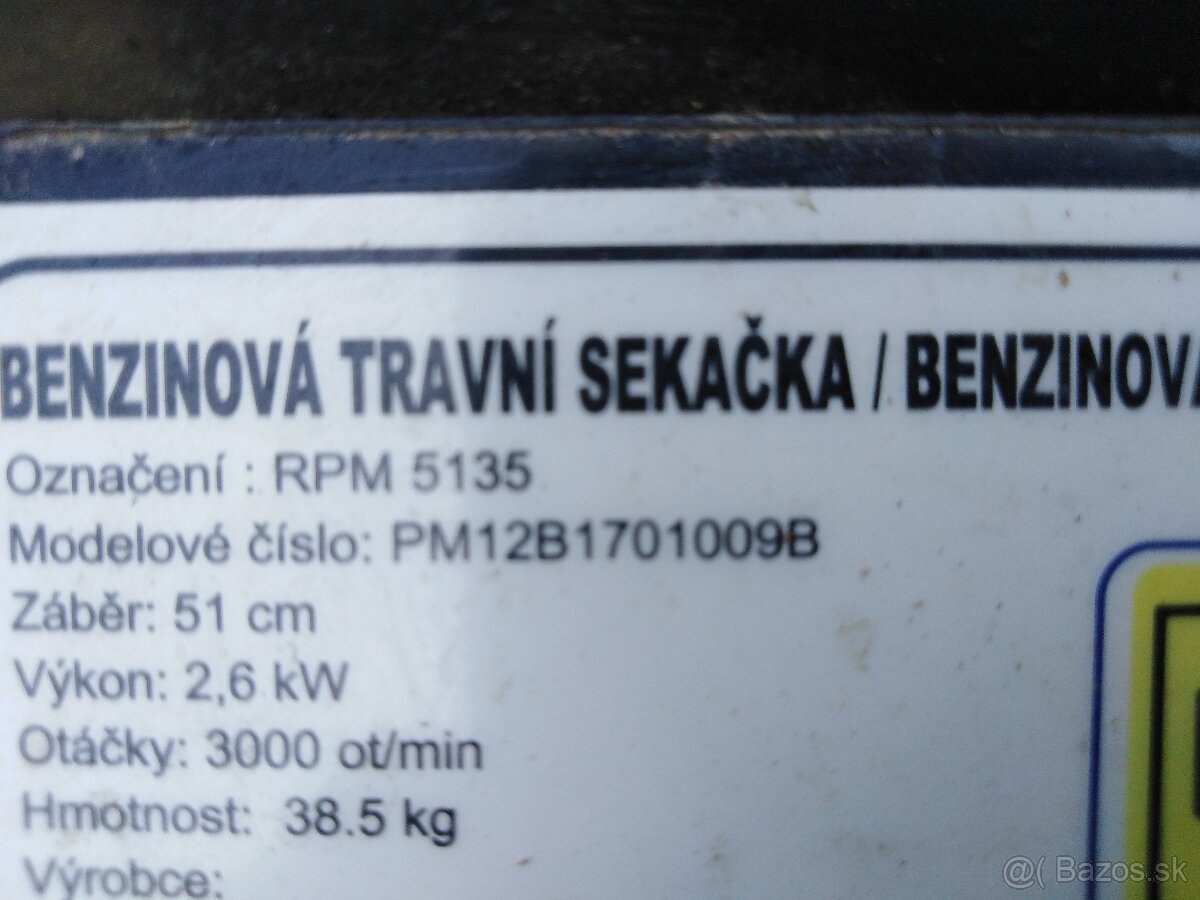 BENZINOVÁ TRAVNÍ SEKAČKA / BENZINOVÁ
Označení : RPM 5135
Modelové číslo: PM12B1701009B
Záběr: 51 cm
Výkon: 2,6 kW
Otáčky: 3000 ot/min
Hmotnost: 38.5 kg
Výrobce:
@( Bazos.sk